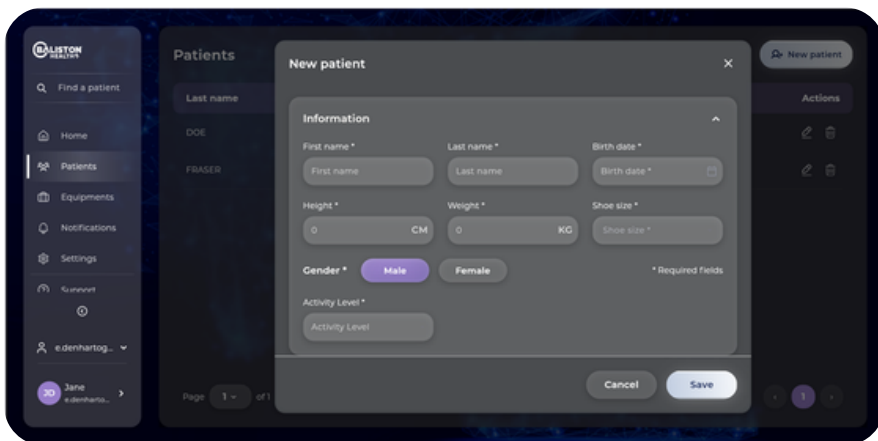 BALISTON
HEALTH
Find a patient
Home
Patients
Equipments
Notifications
Settings
Support
e.denhartog...
JD
Jane
e.denharto...
Patients
New patient
Last name
Actions
DOE
FRASER
Page 1 of 1
1
New patient
Information
First name *
Last name *
Birth date *
First name
Last name
Birth date *
Height *
Weight *
Shoe size *
0 CM
0 KG
Shoe size *
Gender *
Male
Female
* Required fields
Activity Level *
Activity Level
Cancel
Save